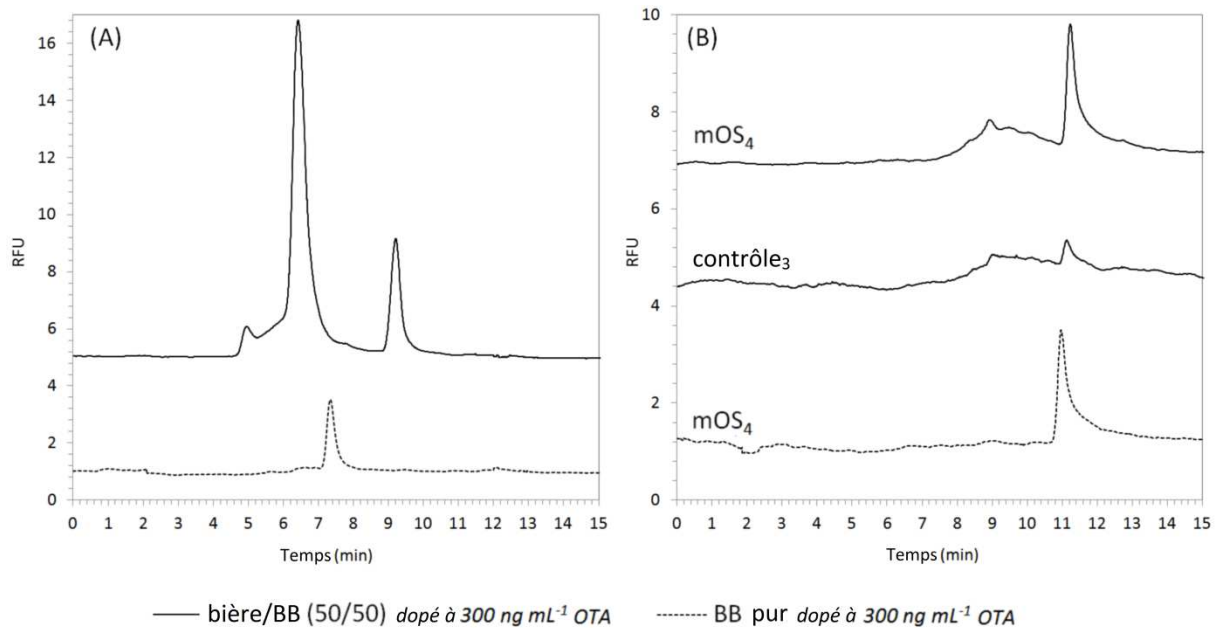 (A)
16
14
12
10
8
6
4
2
0
RFU
0 1 2 3 4 5 6 7 8 9 10 11 12 13 14 15
Temps (min)
(B)
10
8
6
4
2
0
RFU
mOS₄
contrôle₃
mOS₄
0 1 2 3 4 5 6 7 8 9 10 11 12 13 14 15
Temps (min)
bière/BB (50/50) dopé à 300 ng mL⁻¹ OTA BB pur dopé à 300 ng mL⁻¹ OTA